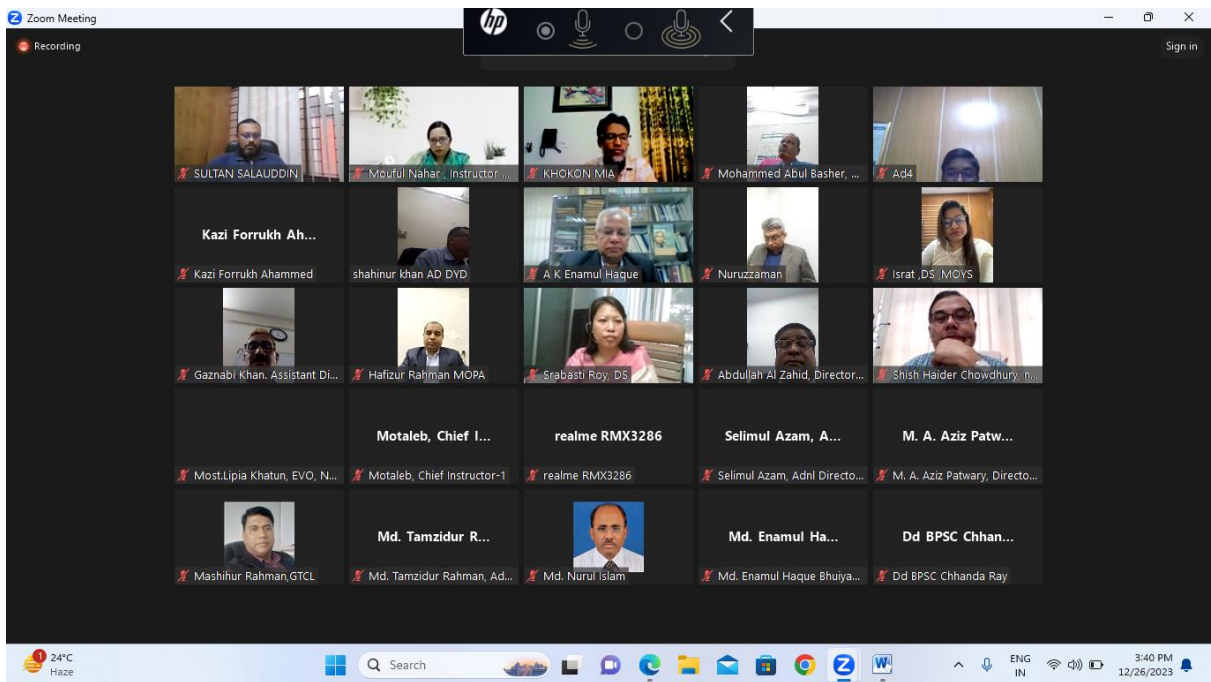 Zoom Meeting
hp
Recording
Sign in
SULTAN SALAUDDIN
Mouful Nahar , Instructor ...
KHOKON MIA
Mohammed Abul Basher, ...
Ad4
Kazi Forrukh Ah...
Kazi Forrukh Ahammed
shahinur khan AD DYD
A K Enamul Haque
Nuruzzaman
Israt ,DS MOYS
Gaznabi Khan. Assistant Di...
Hafizur Rahman MOPA
Srabasti Roy, DS
Abdullah Al Zahid, Director...
Shish Haider Chowdhury, n...
Most.Lipia Khatun, EVO, N...
Motaleb, Chief I...
Motaleb, Chief Instructor-1
realme RMX3286
realme RMX3286
Selimul Azam, A...
Selimul Azam, Adnl Directo...
M. A. Aziz Patw...
M. A. Aziz Patwary, Directo...
Mashihur Rahman,GTCL
Md. Tamzidur R...
Md. Tamzidur Rahman, Ad...
Md. Nurul Islam
Md. Enamul Ha...
Md. Enamul Haque Bhuiya...
Dd BPSC Chhan...
Dd BPSC Chhanda Ray
1
24°C
Haze
Search
ENG
IN
3:40 PM
12/26/2023